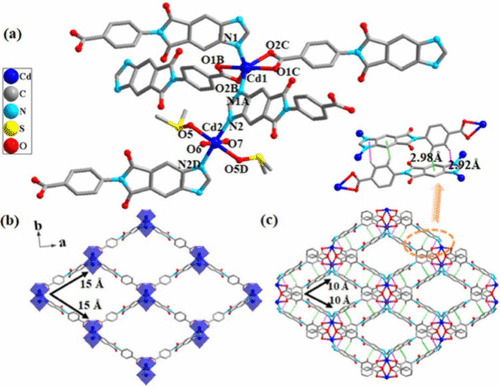 (a)
Cd
C
N
S
O
N1
O2C
O1B
Cd1
O1C
O2B
N1A
N2
Cd2
O5
O6
O7
N2D
O5D
2.98Å
2.92Å
(b)
b
a
15 Å
15 Å
(c)
10 Å
10 Å